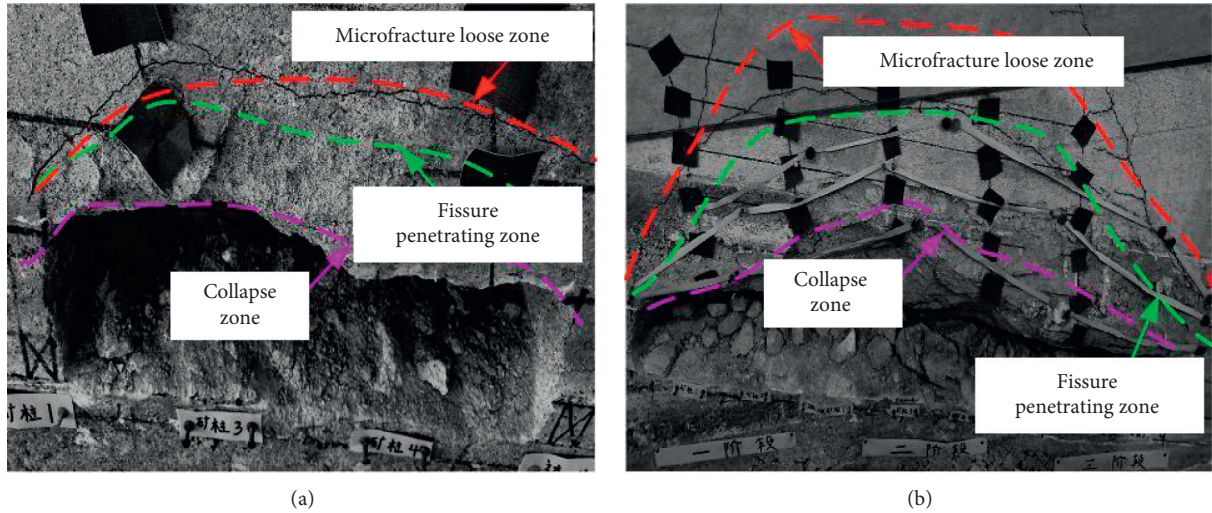 Microfracture loose zone
Fissure
penetrating zone
Collapse
zone
矿柱1
矿柱3
矿柱4
(a)
Microfracture loose zone
Collapse
zone
Fissure
penetrating zone
一阶段
二阶段
三阶段
(b)